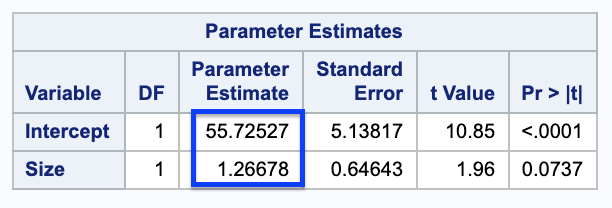 Parameter Estimates
Variable DF Parameter Estimate Standard Error t Value Pr > |t|
Intercept 1 55.72527 5.13817 10.85 <.0001
Size 1 1.26678 0.64643 1.96 0.0737